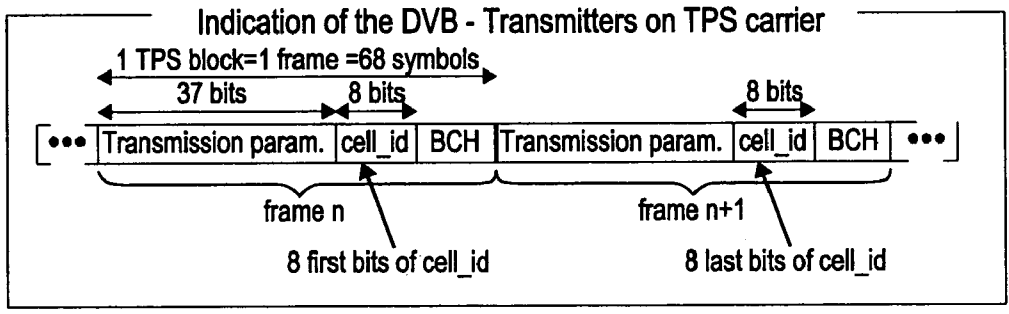 Indication of the DVB - Transmitters on TPS carrier
1 TPS block=1 frame =68 symbols
37 bits 8 bits 8 bits
••• Transmission param. cell_id BCH Transmission param. cell_id BCH •••
frame n frame n+1
8 first bits of cell_id 8 last bits of cell_id